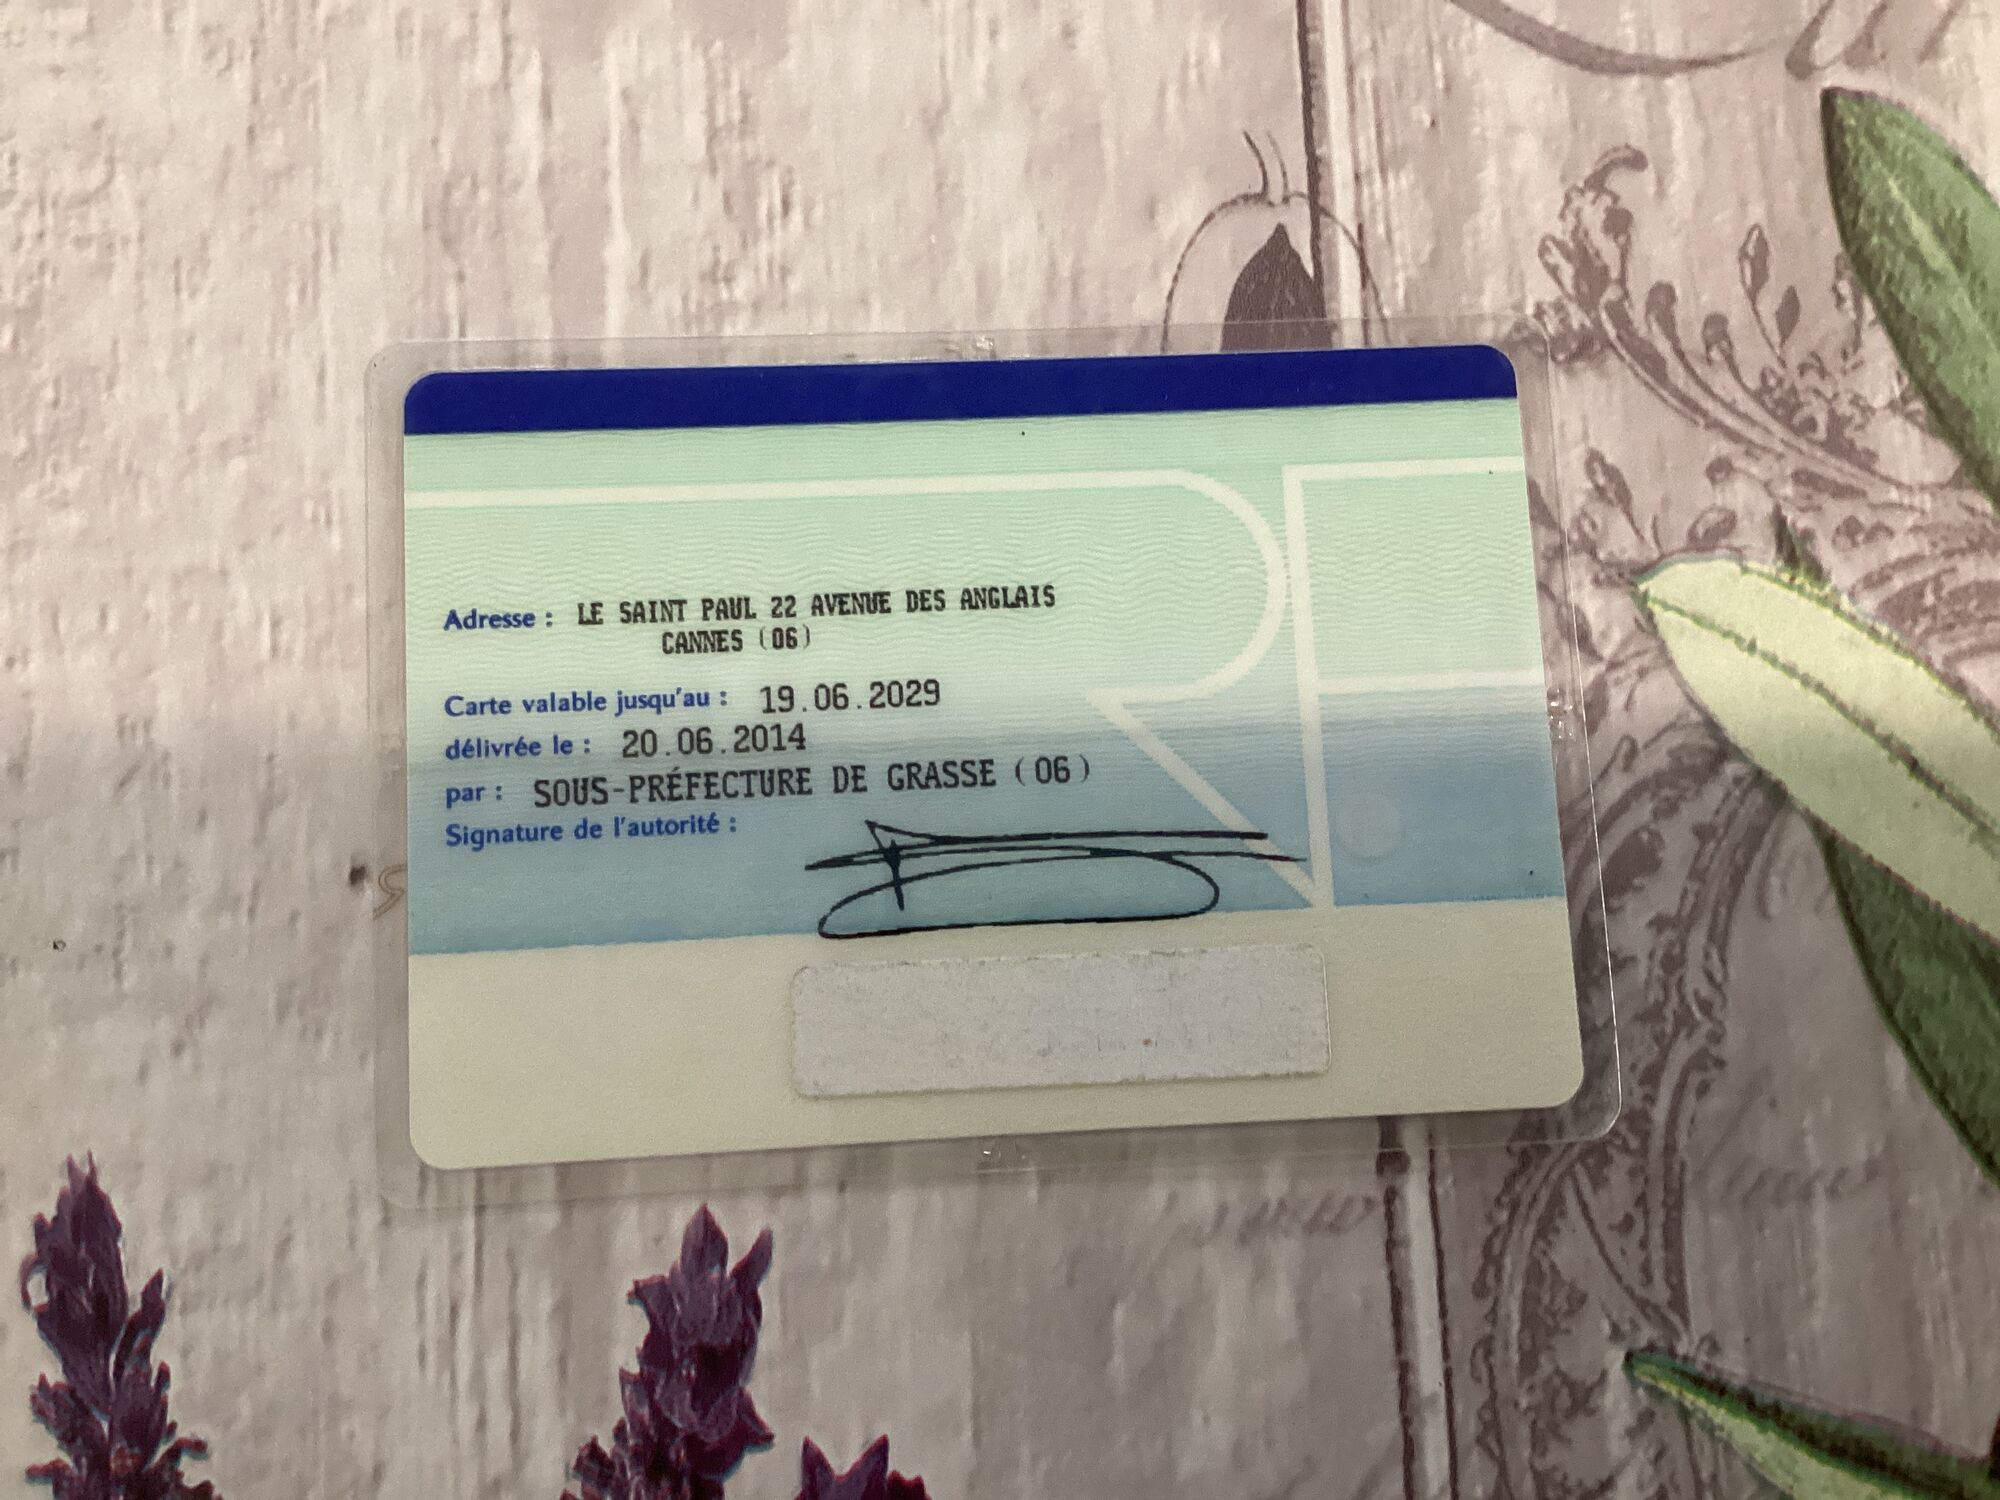 Adresse : LE SAINT PAUL 22 AVENUE DES ANGLAIS
CANNES (06)
Carte valable jusqu'au : 19.06.2029
délivrée le : 20.06.2014
par : SOUS-PRÉFECTURE DE GRASSE (06)
Signature de l'autorité :
RF